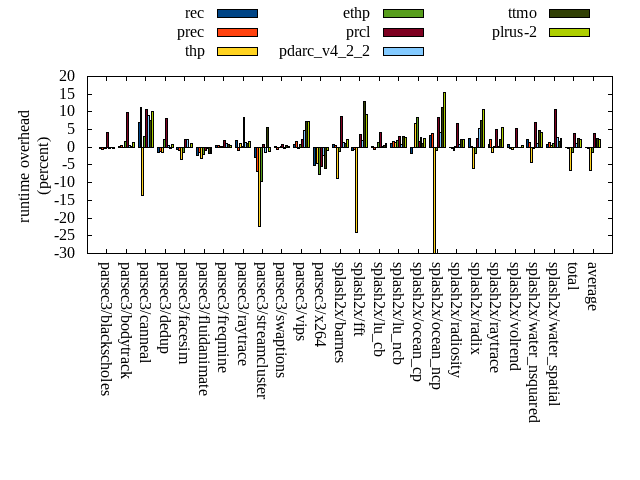 rec
prec
thp
ethp
prcl
pdarc_v4_2_2
ttmo
plrus-2
runtime overhead
(percent)
20
15
10
5
0
-5
-10
-15
-20
-25
-30
parsec3/blackscholes
parsec3/bodytrack
parsec3/canneal
parsec3/dedup
parsec3/facesim
parsec3/fluidanimate
parsec3/freqmine
parsec3/raytrace
parsec3/streamcluster
parsec3/swaptions
parsec3/vips
parsec3/x264
splash2x/barnes
splash2x/fft
splash2x/lu_cb
splash2x/lu_ncb
splash2x/ocean_cp
splash2x/ocean_ncp
splash2x/radiosity
splash2x/radix
splash2x/raytrace
splash2x/volrend
splash2x/water_nsquared
splash2x/water_spatial
total
average